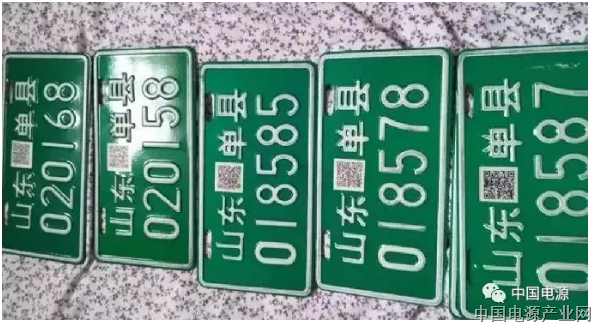 山东 单县
020168
山东 单县
020158
山东 单县
018585
山东 单县
018578
山东 单县
018587
中国电源
中国电源产业网